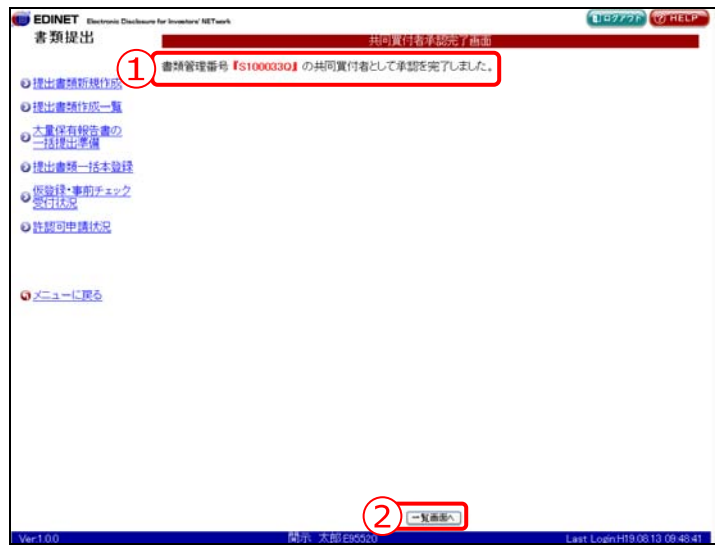 EDINET Electronic Disclosure for Investors' NETwork
ログアウト
HELP
書類提出
共同買付者承認完了画面
① 書類管理番号『S100033Q』の共同買付者として承認を完了しました。
提出書類新規作成
提出書類作成一覧
大量保有報告書の
一括提出準備
提出書類一括本登録
仮登録・事前チェック
受付状況
許認可申請状況
メニューに戻る
② 一覧画面へ
Ver.1.0.0
開示 太郎 E95520
Last Login:H19.08.13 09:48:41